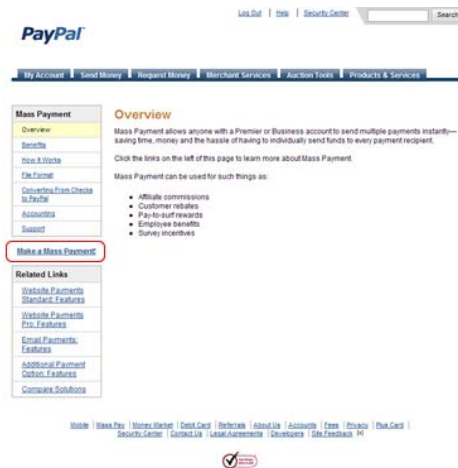 Log Out | Help | Security Center
Search
PayPal
My Account
Send Money
Request Money
Merchant Services
Auction Tools
Products & Services
Mass Payment
Overview
Benefits
How It Works
File Format
Converting From Checks
to PayPal
Accounting
Support
Make a Mass Payment!
Related Links
Website Payments
Standard: Features
Website Payments
Pro: Features
Email Payments:
Features
Additional Payment
Option: Features
Compare Solutions
Overview
Mass Payment allows anyone with a Premier or Business account to send multiple payments instantly—
saving time, money and the hassle of having to individually send funds to every payment recipient.
Click the links on the left of this page to learn more about Mass Payment.
Mass Payment can be used for such things as:
Affiliate commissions
Customer rebates
Pay-to-surf rewards
Employee benefits
Survey incentives
Mobile | Mass Pay | Money Market | Debit Card | Referrals | About Us | Accounts | Fees | Privacy | Plus Card |
Security Center | Contact Us | Legal Agreements | Developers | Site Feedback